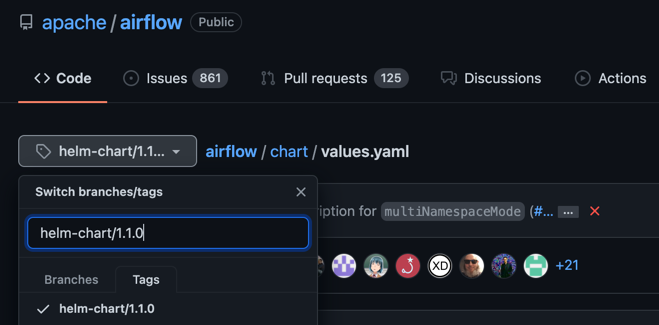 apache / airflow Public
Code Issues 861 Pull requests 125 Discussions Actions
helm-chart/1.1... airflow / chart / values.yaml
Switch branches/tags
iption for multiNamespaceMode (#... ...
helm-chart/1.1.0
XD +21
Branches Tags
helm-chart/1.1.0